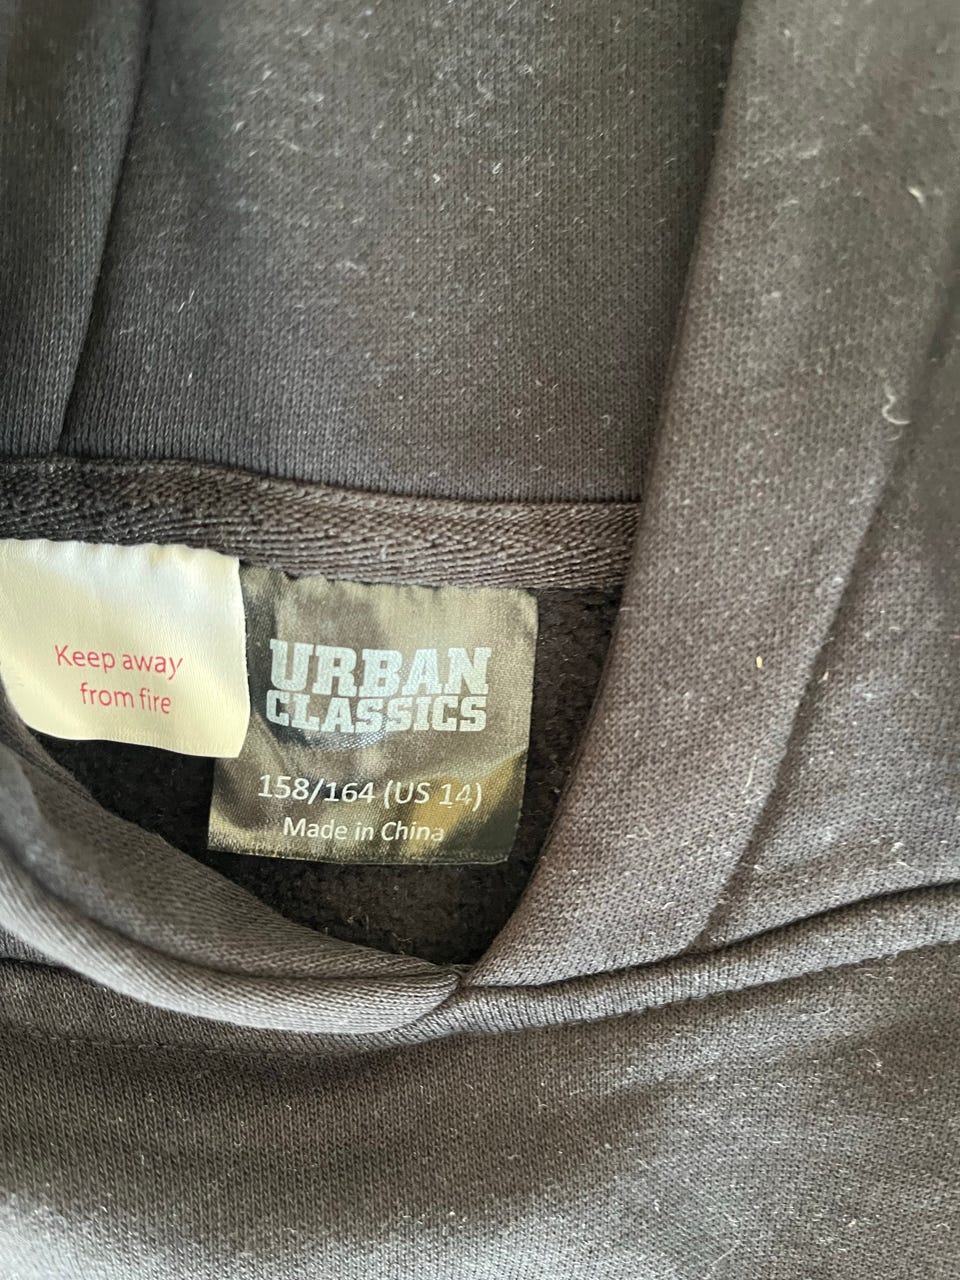 Keep away
from fire
URBAN
CLASSICS
158/164 (US 14)
Made in China